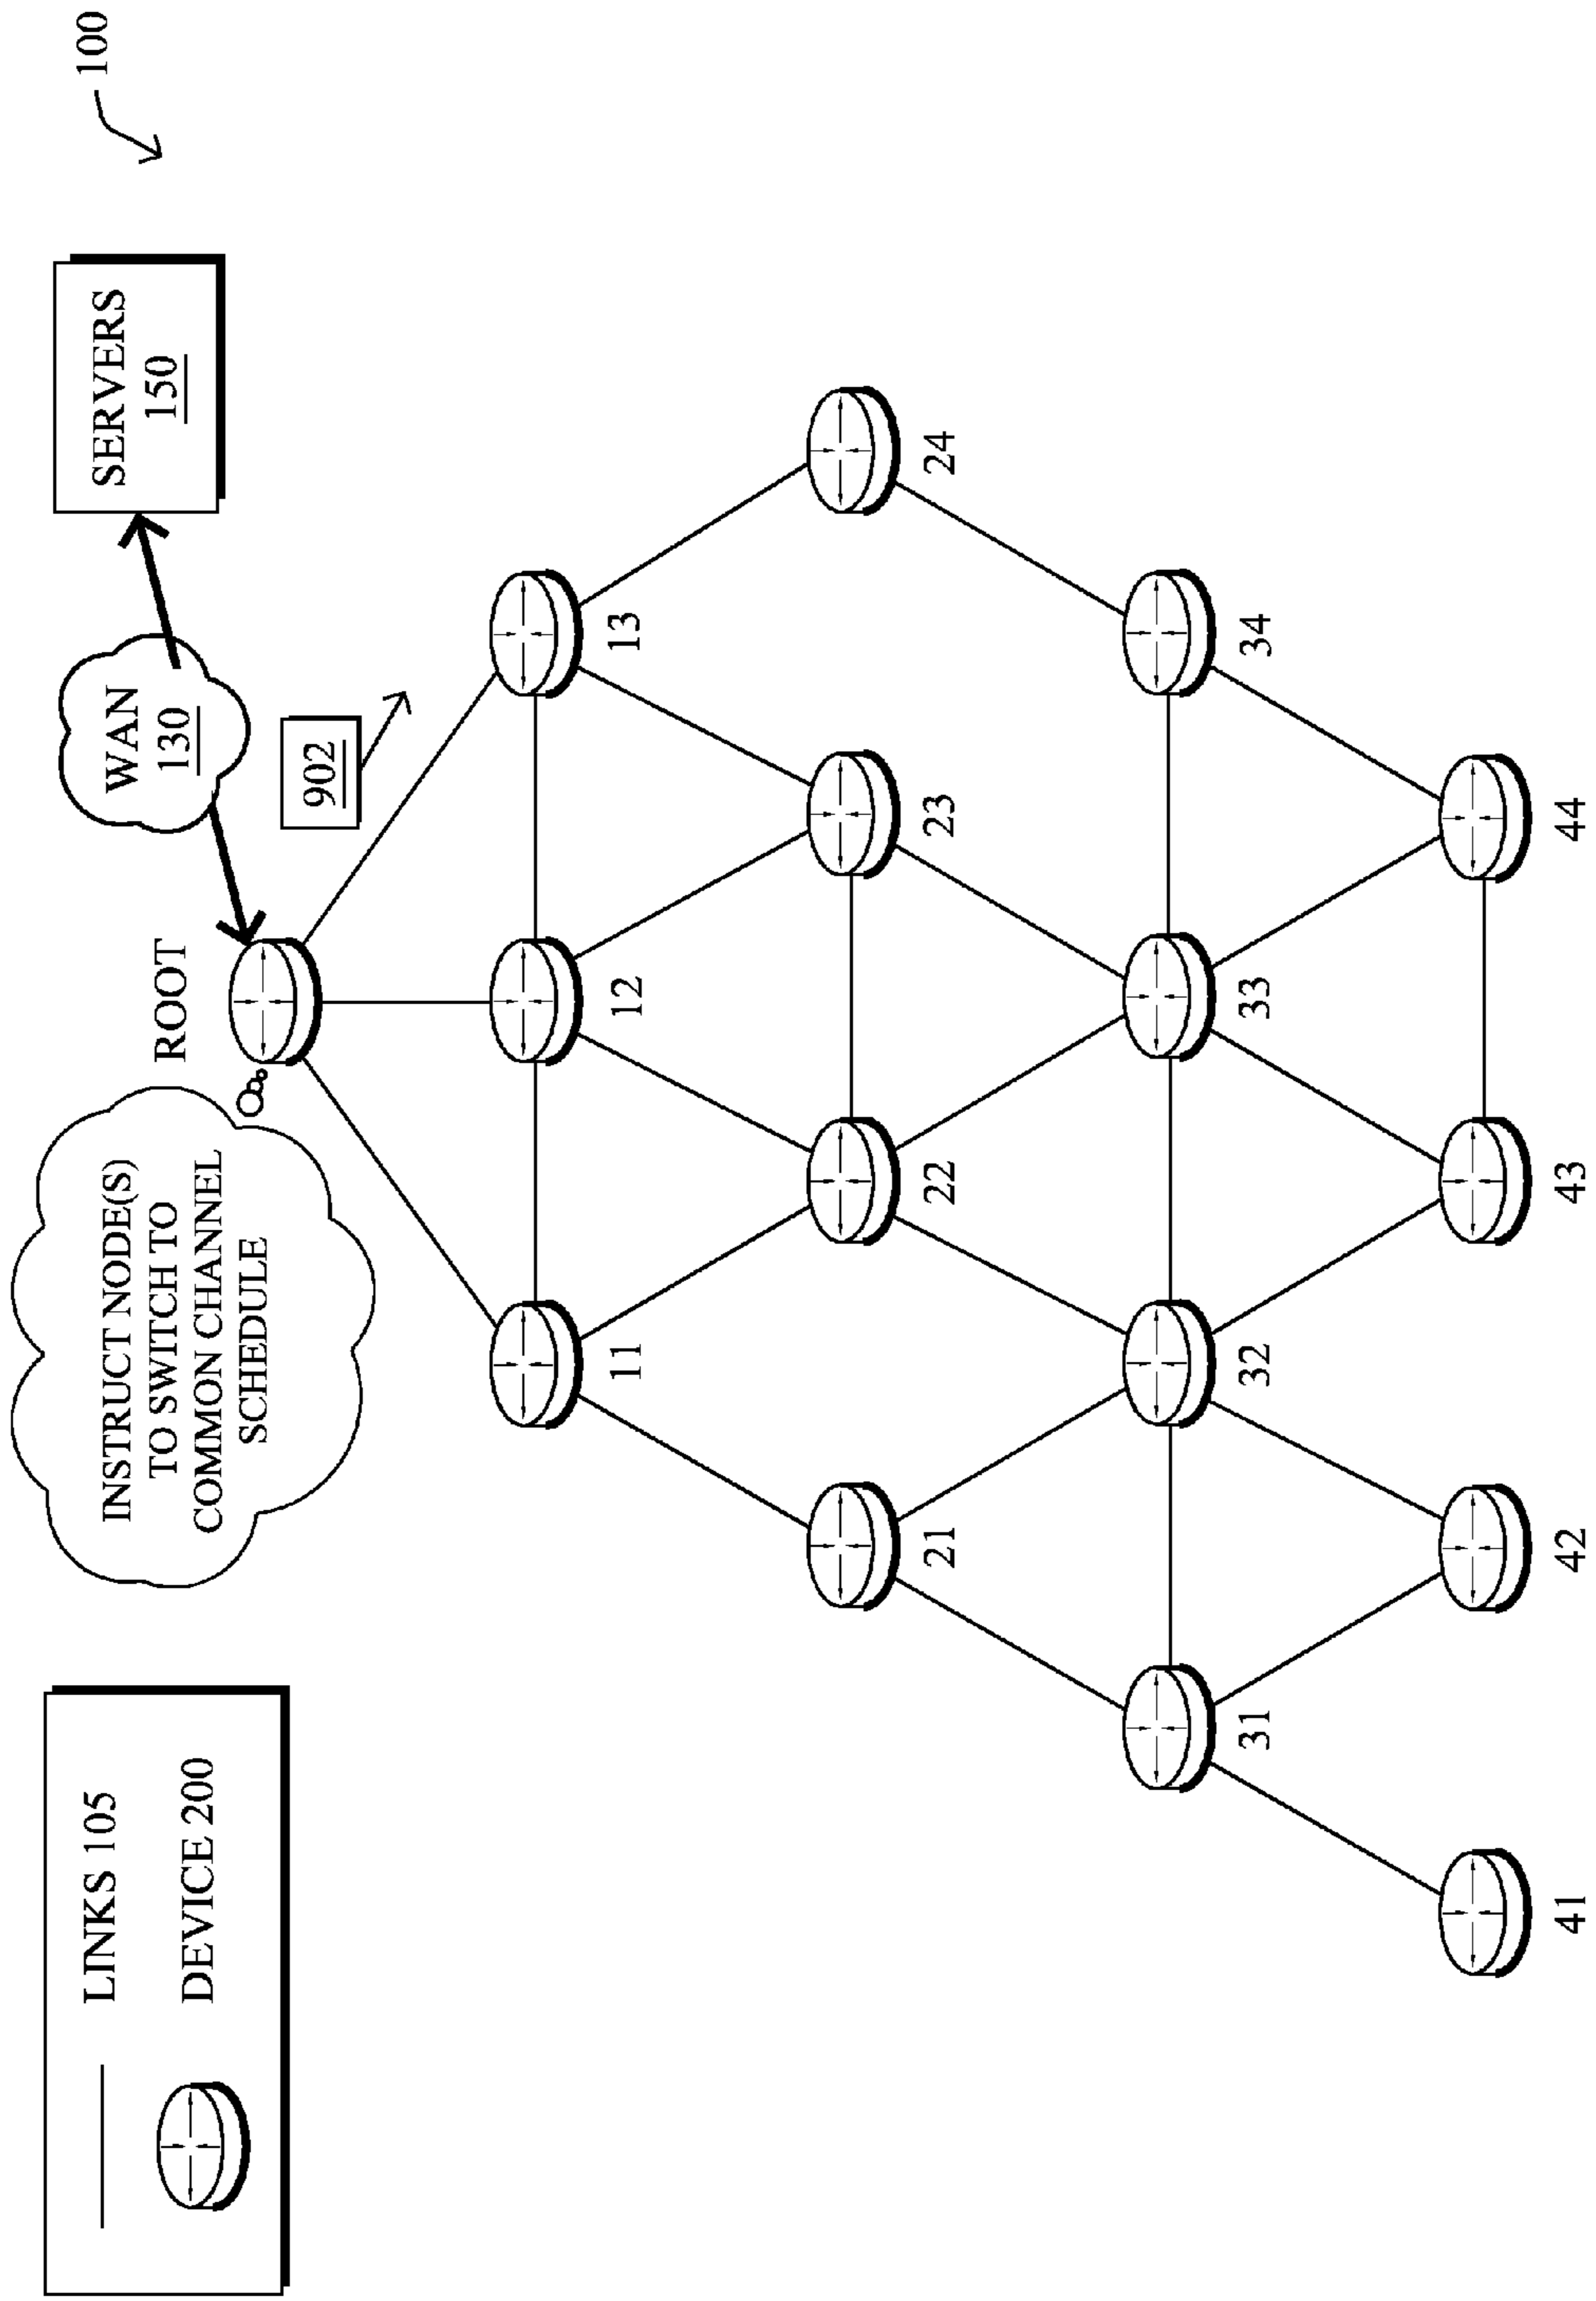 100
LINKS 105
DEVICE 200
INSTRUCT NODE(S)
TO SWITCH TO
COMMON CHANNEL
SCHEDULE
ROOT
WAN
130
SERVERS
150
902
11
12
13
21
22
23
24
31
32
33
34
41
42
43
44